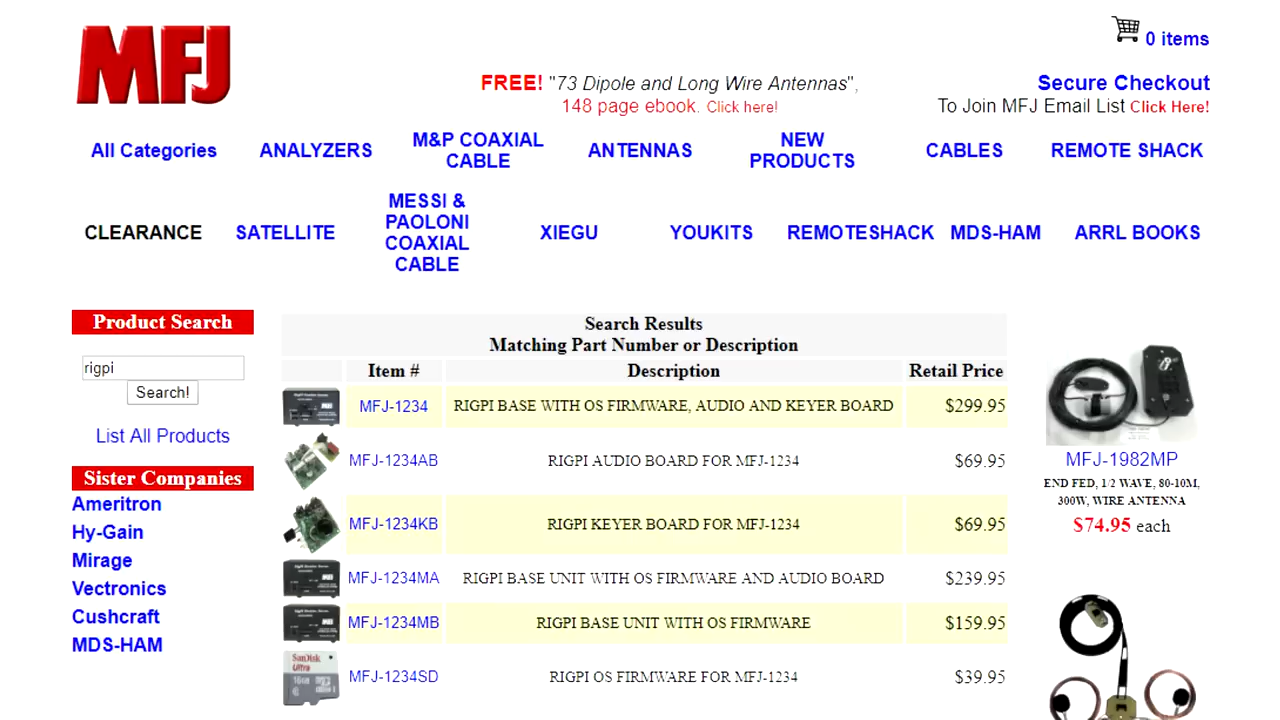 MFJ
0 items
FREE! "73 Dipole and Long Wire Antennas",
148 page ebook. Click here!
Secure Checkout
To Join MFJ Email List Click Here!
All Categories
ANALYZERS
M&P COAXIAL
CABLE
ANTENNAS
NEW
PRODUCTS
CABLES
REMOTE SHACK
CLEARANCE
SATELLITE
MESSI &
PAOLONI
COAXIAL
CABLE
XIEGU
YOUKITS
REMOTESHACK
MDS-HAM
ARRL BOOKS
Product Search
rigpi
Search!
List All Products
Sister Companies
Ameritron
Hy-Gain
Mirage
Vectronics
Cushcraft
MDS-HAM
Search Results
Matching Part Number or Description
Item # Description Retail Price
MFJ-1234 RIGPI BASE WITH OS FIRMWARE, AUDIO AND KEYER BOARD $299.95
MFJ-1234AB RIGPI AUDIO BOARD FOR MFJ-1234 $69.95
MFJ-1234KB RIGPI KEYER BOARD FOR MFJ-1234 $69.95
MFJ-1234MA RIGPI BASE UNIT WITH OS FIRMWARE AND AUDIO BOARD $239.95
MFJ-1234MB RIGPI BASE UNIT WITH OS FIRMWARE $159.95
SanDisk
Ultra
16GB
MFJ-1234SD RIGPI OS FIRMWARE FOR MFJ-1234 $39.95
MFJ-1982MP
END FED, 1/2 WAVE, 80-10M,
300W, WIRE ANTENNA
$74.95 each